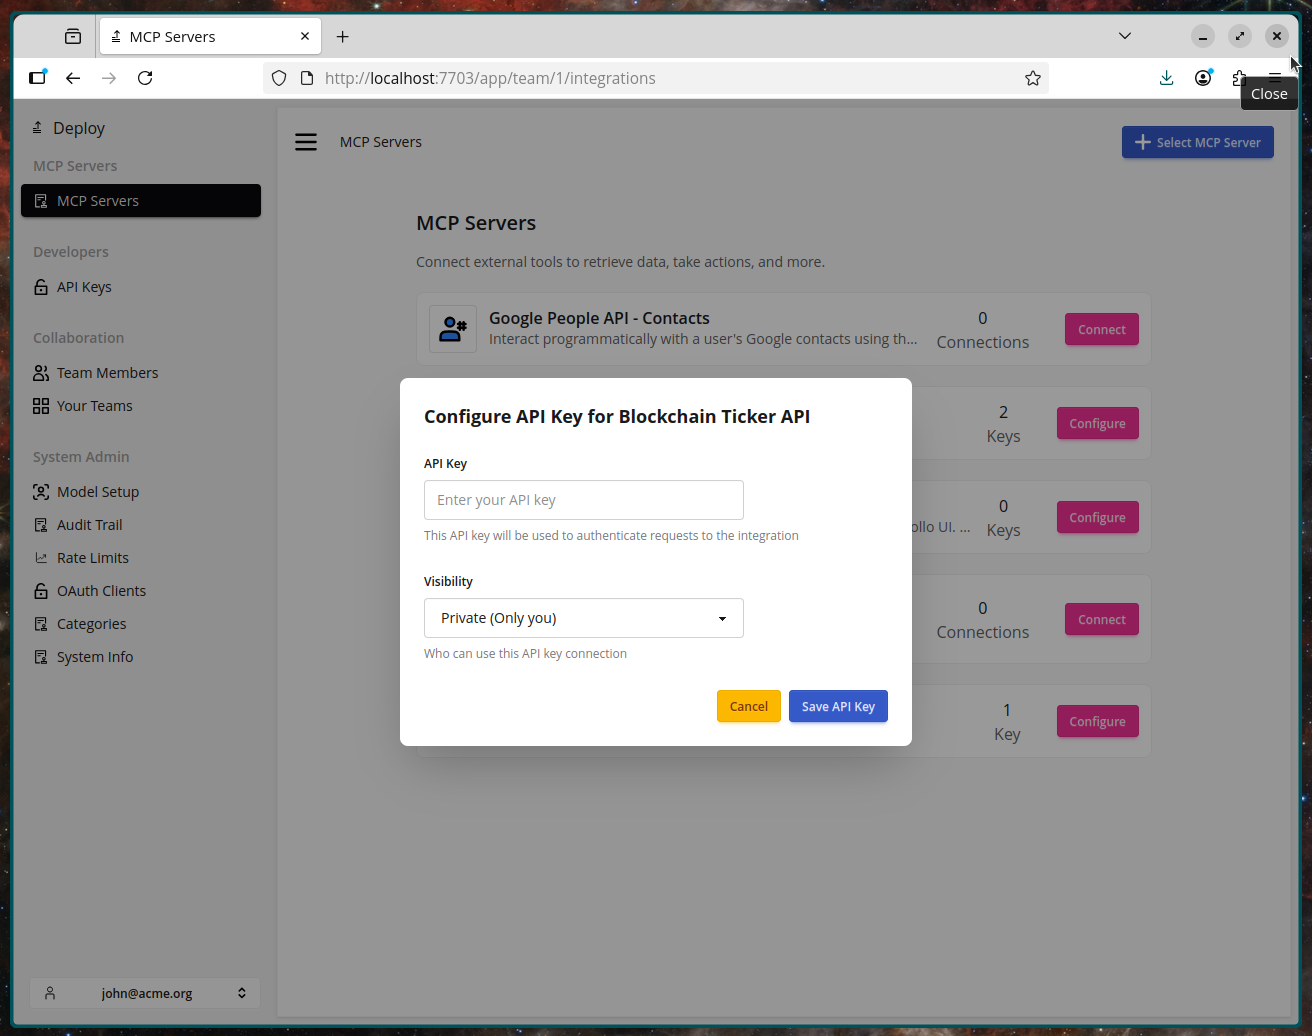 MCP Servers
http://localhost:7703/app/team/1/integrations
Close
Deploy
MCP Servers
MCP Servers
Developers
API Keys
Collaboration
Team Members
Your Teams
System Admin
Model Setup
Audit Trail
Rate Limits
OAuth Clients
Categories
System Info
john@acme.org
MCP Servers
Select MCP Server
MCP Servers
Connect external tools to retrieve data, take actions, and more.
Google People API - Contacts
Interact programmatically with a user's Google contacts using th...
0
Connections
Connect
2
Keys
Configure
ollo UI. ...
0
Keys
Configure
0
Connections
Connect
1
Key
Configure
Configure API Key for Blockchain Ticker API
API Key
Enter your API key
This API key will be used to authenticate requests to the integration
Visibility
Private (Only you)
Who can use this API key connection
Cancel
Save API Key